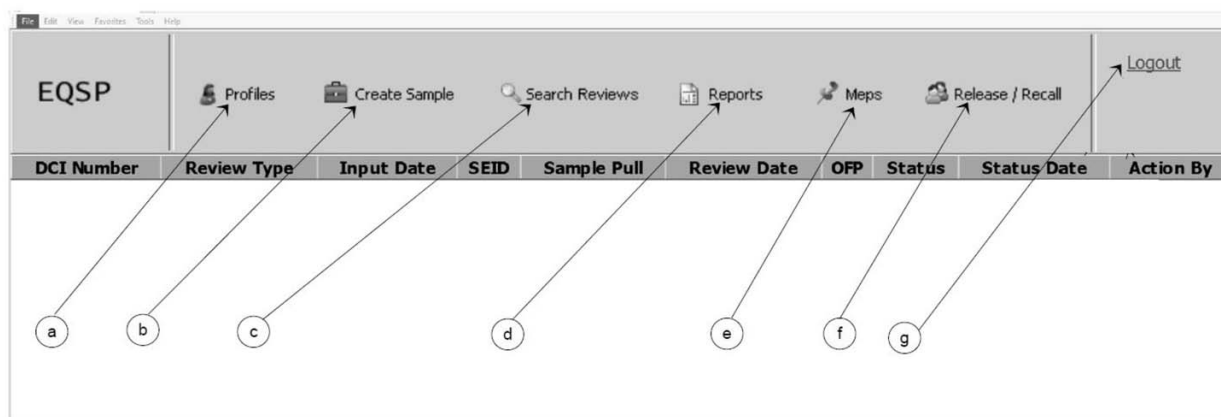 File Edit View Favorites Tools Help
EQSP Profiles Create Sample Search Reviews Reports Meps Release / Recall Logout
DCI Number Review Type Input Date SEID Sample Pull Review Date OFP Status Status Date Action By
a b c d e f g